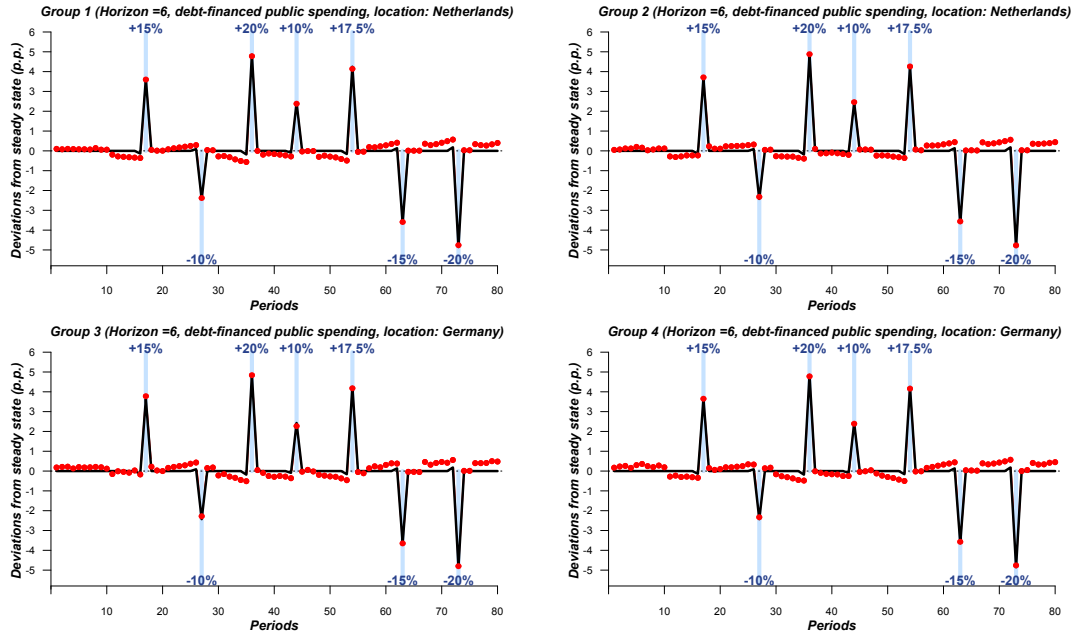 Group 1 (Horizon =6, debt-financed public spending, location: Netherlands)
+15% +20% +10% +17.5%
6
5
4
3
2
1
0
-1
-2
-3
-4
-5
Deviations from steady state (p.p.)
-10% -15% -20%
10 20 30 40 50 60 70 80
Periods
Group 2 (Horizon =6, debt-financed public spending, location: Netherlands)
+15% +20% +10% +17.5%
6
5
4
3
2
1
0
-1
-2
-3
-4
-5
Deviations from steady state (p.p.)
-10% -15% -20%
10 20 30 40 50 60 70 80
Periods
Group 3 (Horizon =6, debt-financed public spending, location: Germany)
+15% +20% +10% +17.5%
6
5
4
3
2
1
0
-1
-2
-3
-4
-5
Deviations from steady state (p.p.)
-10% -15% -20%
10 20 30 40 50 60 70 80
Periods
Group 4 (Horizon =6, debt-financed public spending, location: Germany)
+15% +20% +10% +17.5%
6
5
4
3
2
1
0
-1
-2
-3
-4
-5
Deviations from steady state (p.p.)
-10% -15% -20%
10 20 30 40 50 60 70 80
Periods